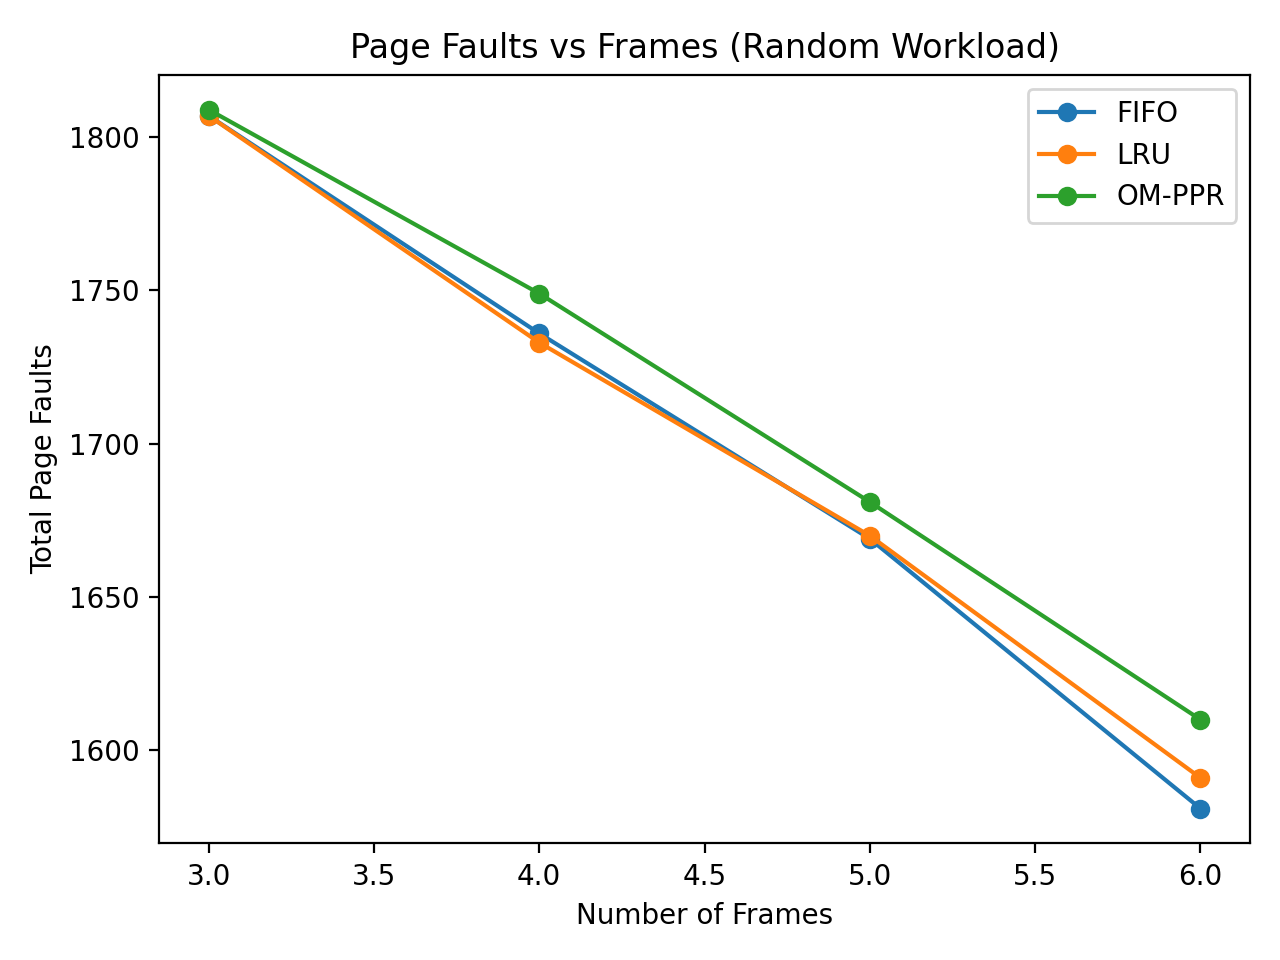 Page Faults vs Frames (Random Workload)
FIFO
LRU
OM-PPR
Total Page Faults
1800
1750
1700
1650
1600
3.0 3.5 4.0 4.5 5.0 5.5 6.0
Number of Frames